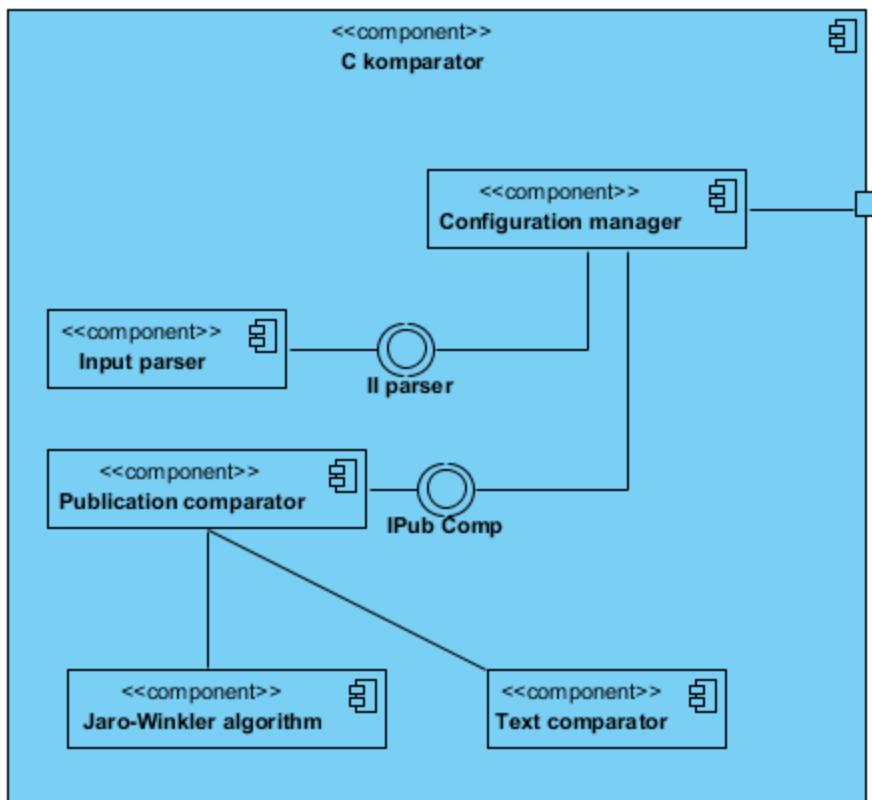 <<component>>
C komparator
<<component>>
Configuration manager
<<component>>
Input parser
II parser
<<component>>
Publication comparator
IPub Comp
<<component>>
Jaro-Winkler algorithm
<<component>>
Text comparator